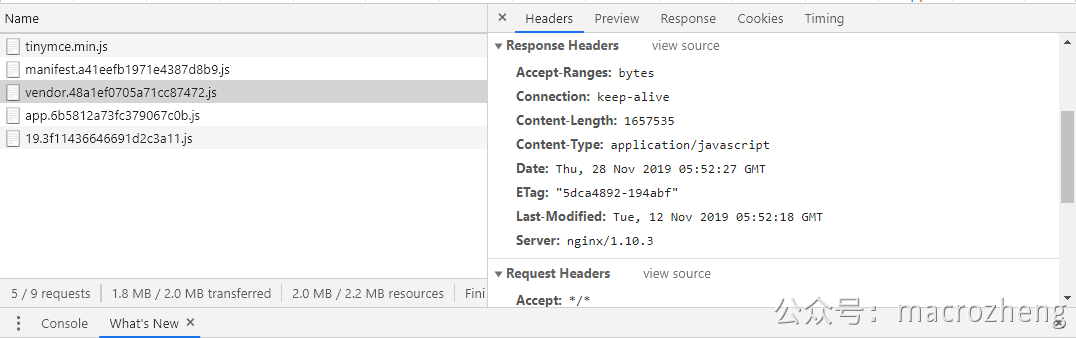 Name
tinymce.min.js
manifest.a41eefb1971e4387d8b9.js
vendor.48a1ef0705a71cc87472.js
app.6b5812a73fc379067c0b.js
19.3f11436646691d2c3a11.js
5 / 9 requests
1.8 MB / 2.0 MB transferred
2.0 MB / 2.2 MB resources
Fini
Headers
Preview
Response
Cookies
Timing
Response Headers view source
Accept-Ranges: bytes
Connection: keep-alive
Content-Length: 1657535
Content-Type: application/javascript
Date: Thu, 28 Nov 2019 05:52:27 GMT
ETag: "5dca4892-194abf"
Last-Modified: Tue, 12 Nov 2019 05:52:18 GMT
Server: nginx/1.10.3
Request Headers view source
Accept: */*
Console
What's New
公众号：macrozheng